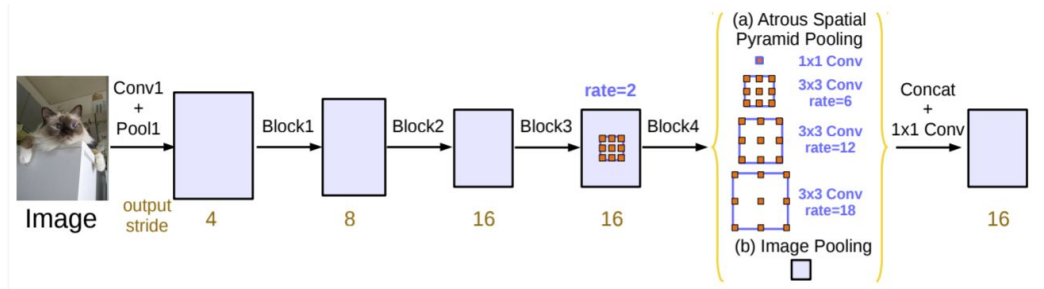 (a) Atrous Spatial
Pyramid Pooling
1x1 Conv
3x3 Conv
rate=6
3x3 Conv
rate=12
3x3 Conv
rate=18
(b) Image Pooling
Conv1
+
Pool1
Block1
Block2
Block3
rate=2
Block4
Concat
+
1x1 Conv
Image
output
stride
4
8
16
16
16